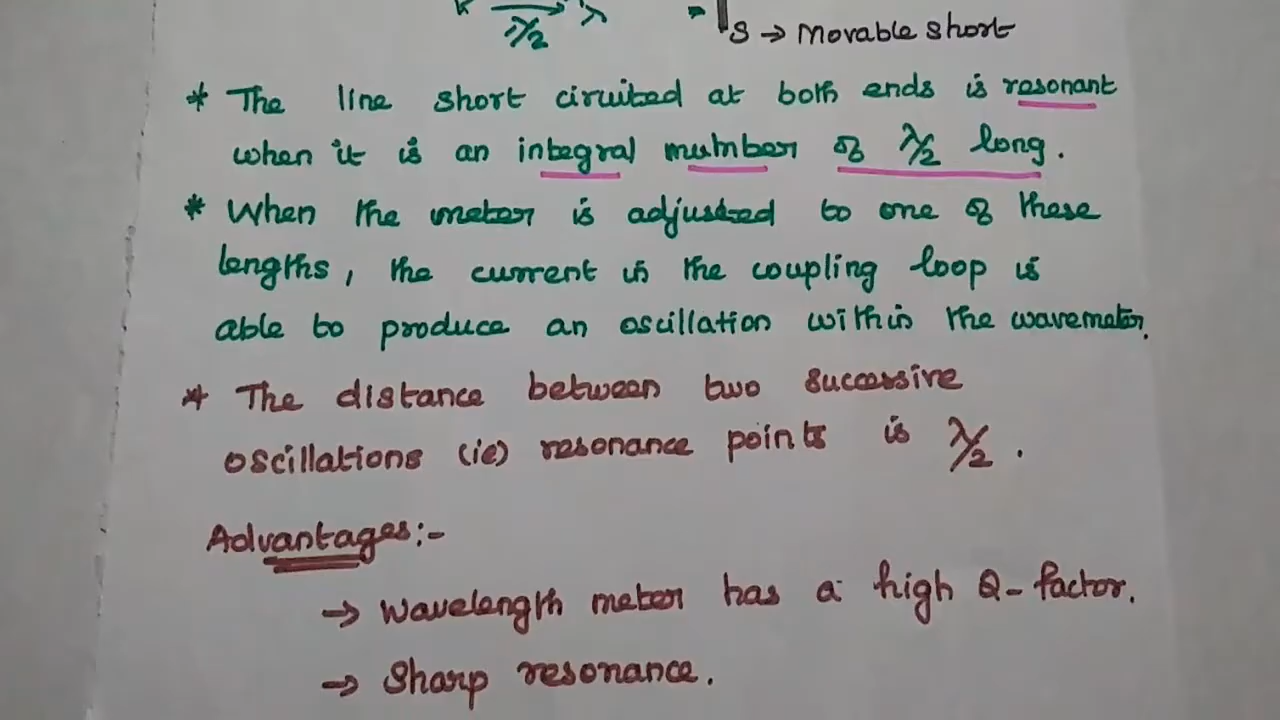 λ/2 λ
S → Movable short
* The line short ciruited at both ends is resonant
when it is an integral number of λ/2 long.
* When the meter is adjusted to one of these
lengths, the current in the coupling loop is
able to produce an oscillation within the wavemeter.
* The distance between two successive
oscillations (ie) resonance points is λ/2.
Advantages:-
→ Wavelength meter has a high Q-factor.
→ Sharp resonance.